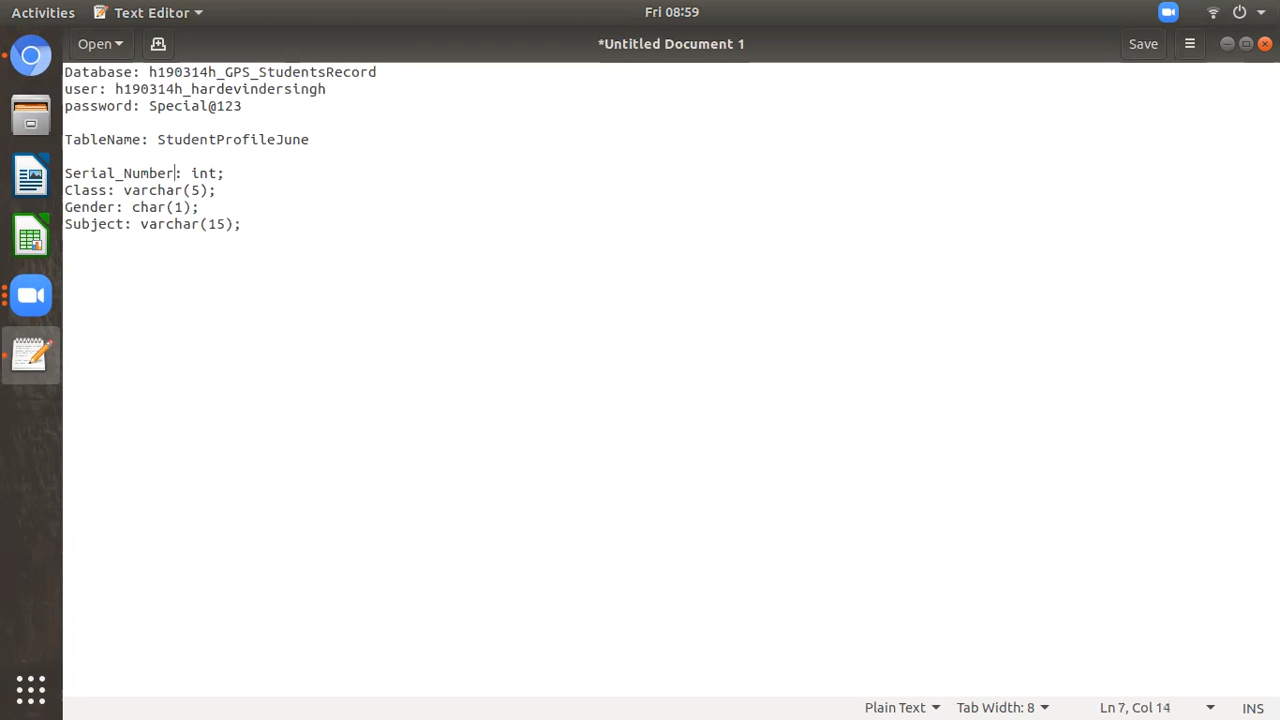 Activities
Text Editor
Fri 08:59
Open
*Untitled Document 1
Save
Database: h190314h_GPS_StudentsRecord
user: h190314h_hardevindersingh
password: Special@123
TableName: StudentProfileJune
Serial_Number: int;
Class: varchar(5);
Gender: char(1);
Subject: varchar(15);
Plain Text
Tab Width: 8
Ln 7, Col 14
INS